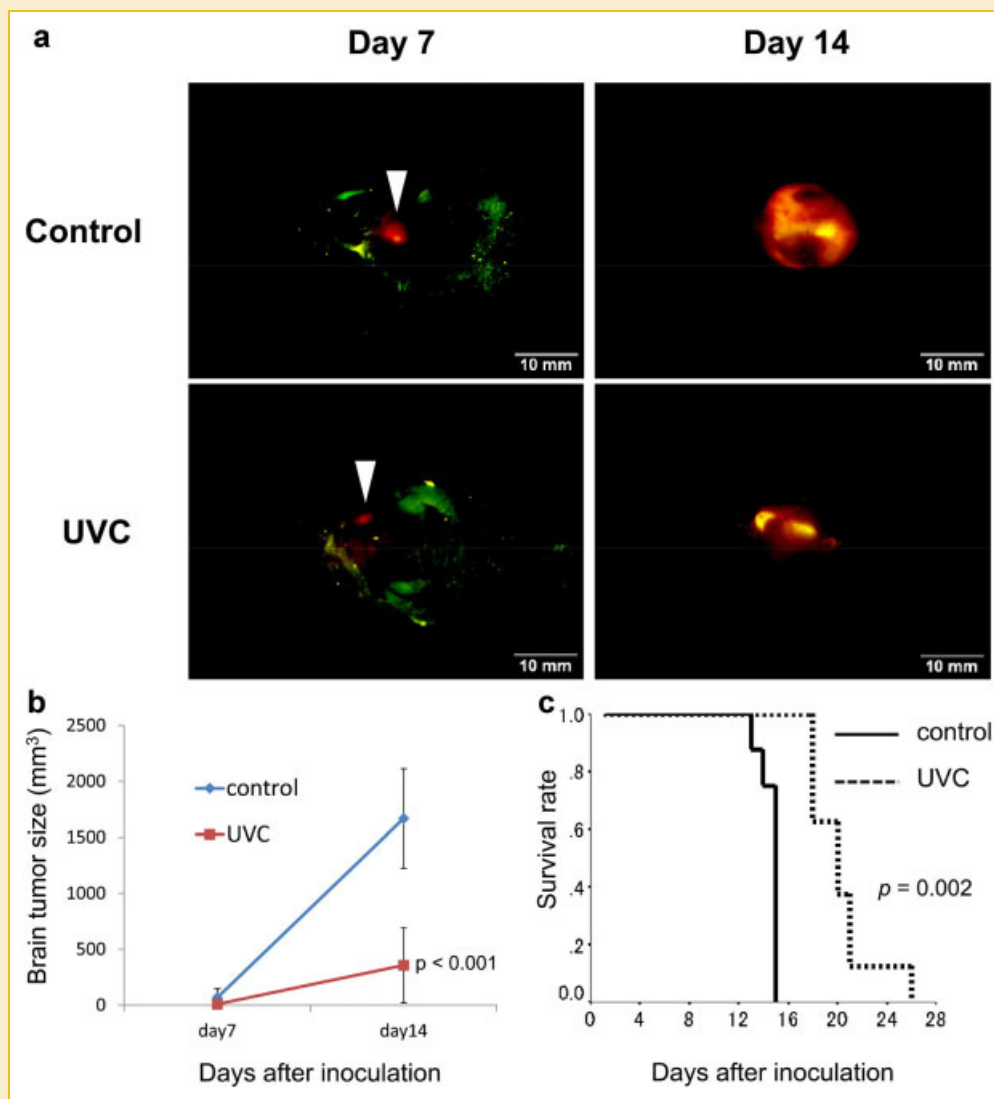 a
Day 7
Day 14
Control
10 mm
10 mm
UVC
10 mm
10 mm
b
Brain tumor size (mm³)
2500
2000
1500
1000
500
0
control
UVC
p < 0.001
day7
day14
Days after inoculation
c
Survival rate
1.0
.8
.6
.4
.2
0.0
control
UVC
p = 0.002
0 4 8 12 16 20 24 28
Days after inoculation